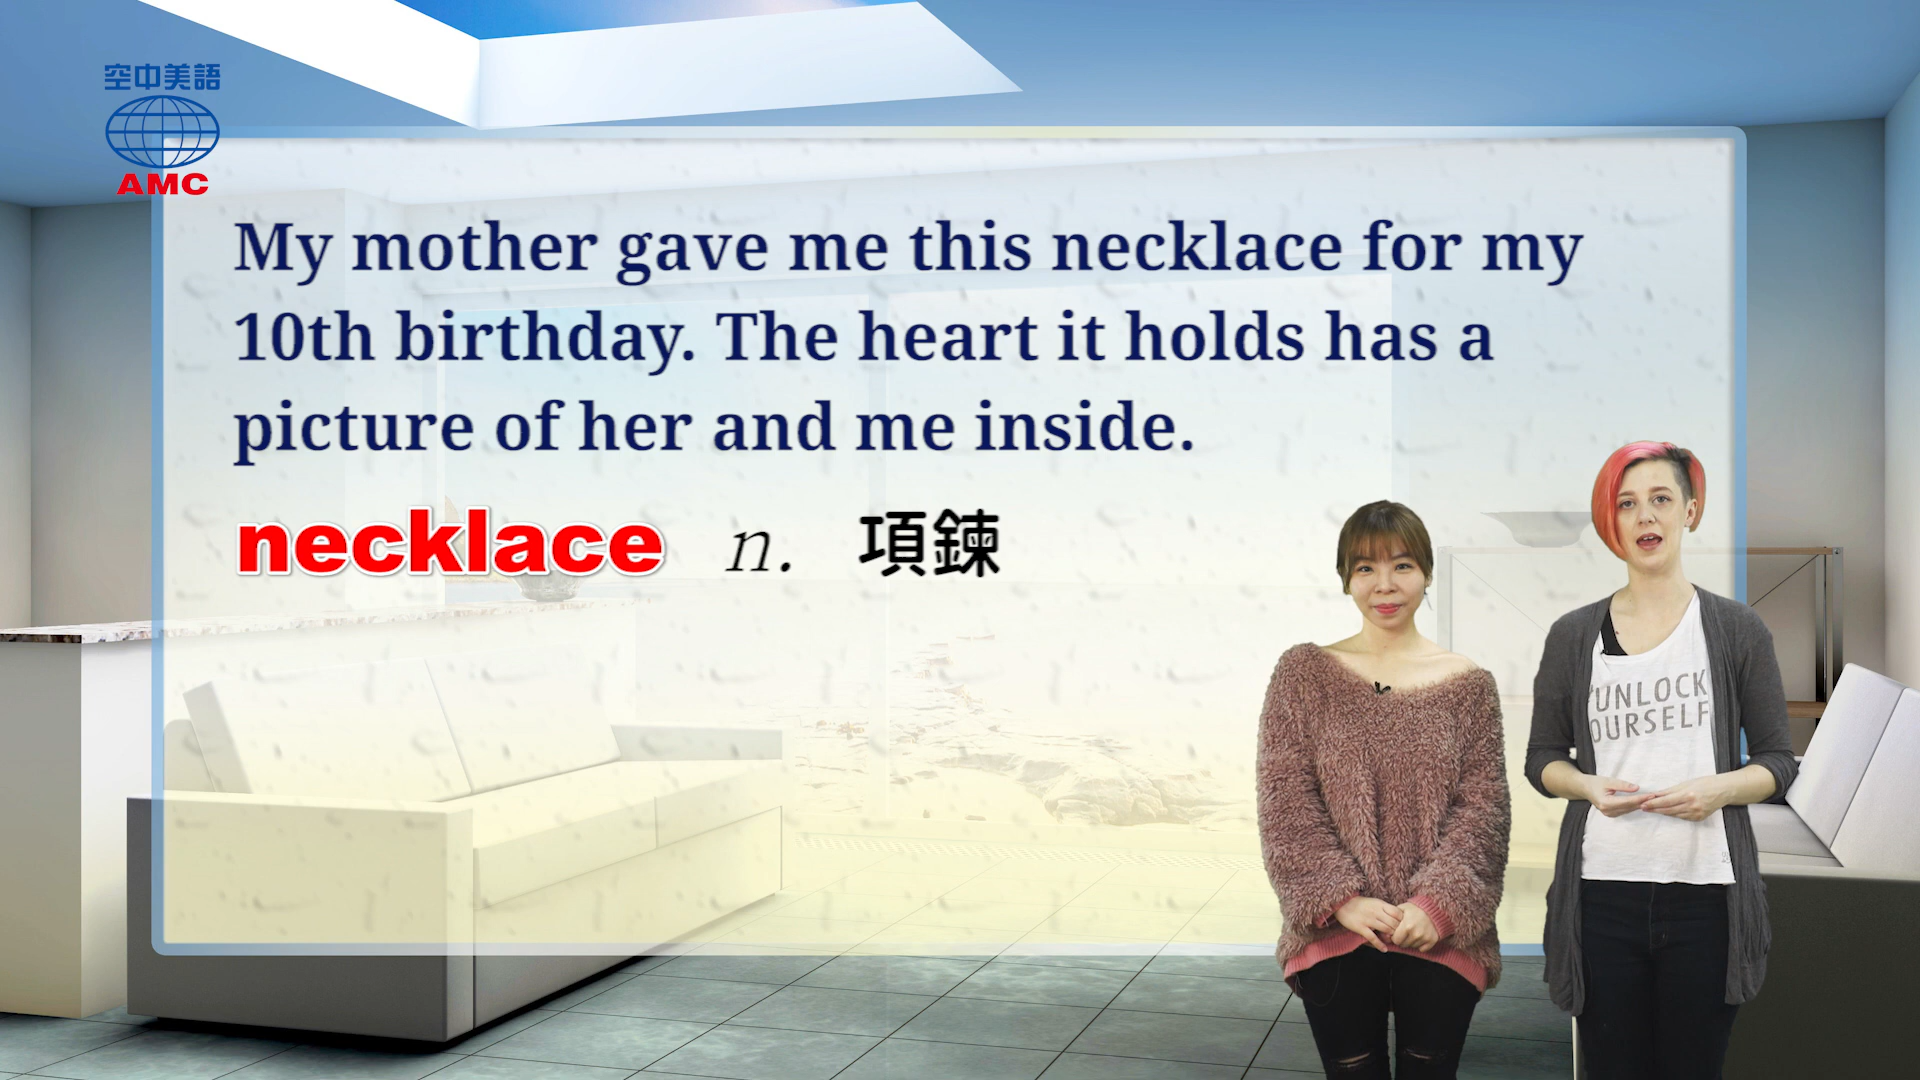 空中美語
AMC
My mother gave me this necklace for my
10th birthday. The heart it holds has a
picture of her and me inside.
necklace n. 項鍊
UNLOCK
OURSELF